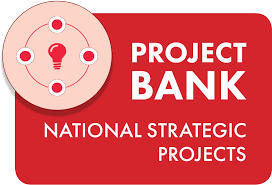 PROJECT
BANK
NATIONAL STRATEGIC
PROJECTS